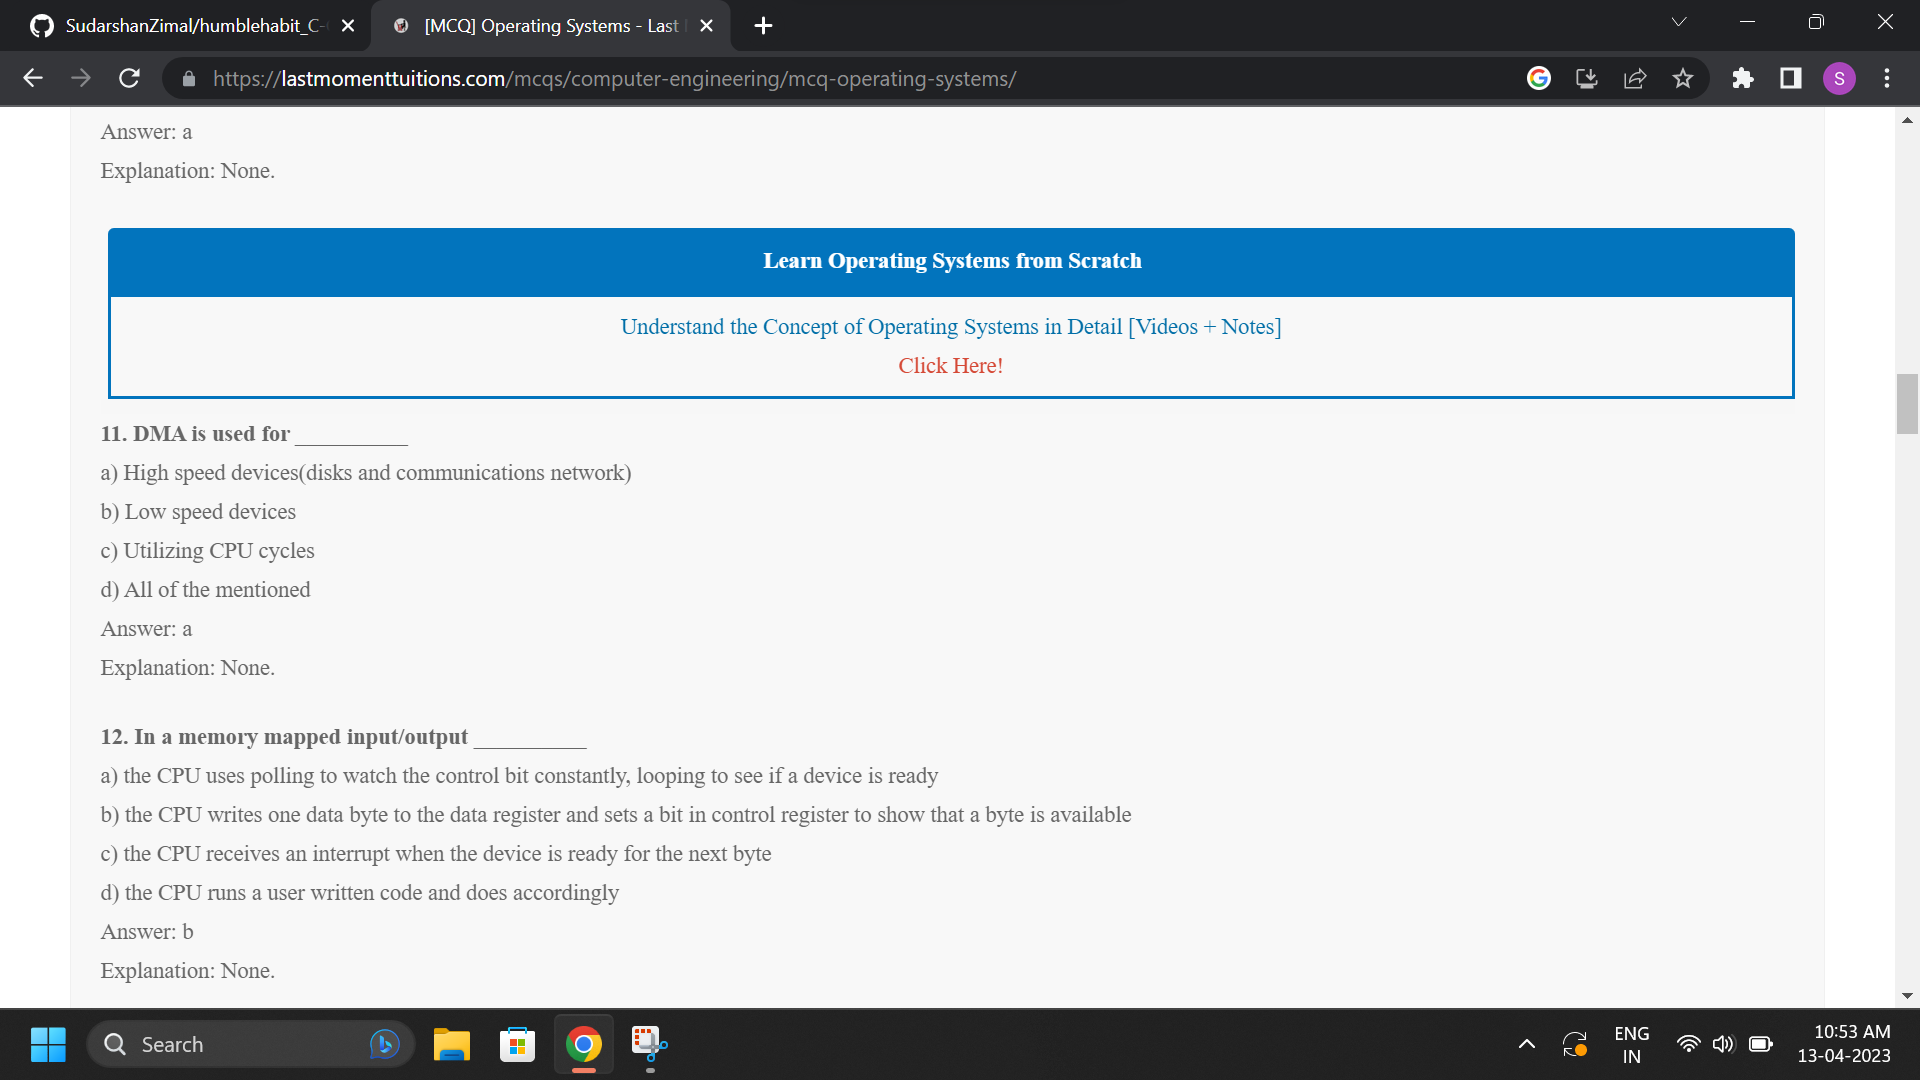 SudarshanZimal/humblehabit_C-
[MCQ] Operating Systems - Last
https://lastmomenttuitions.com/mcqs/computer-engineering/mcq-operating-systems/
S
Answer: a
Explanation: None.
Learn Operating Systems from Scratch
Understand the Concept of Operating Systems in Detail [Videos + Notes]
Click Here!
11. DMA is used for __________
a) High speed devices(disks and communications network)
b) Low speed devices
c) Utilizing CPU cycles
d) All of the mentioned
Answer: a
Explanation: None.
12. In a memory mapped input/output __________
a) the CPU uses polling to watch the control bit constantly, looping to see if a device is ready
b) the CPU writes one data byte to the data register and sets a bit in control register to show that a byte is available
c) the CPU receives an interrupt when the device is ready for the next byte
d) the CPU runs a user written code and does accordingly
Answer: b
Explanation: None.
Search
ENG
IN
10:53 AM
13-04-2023